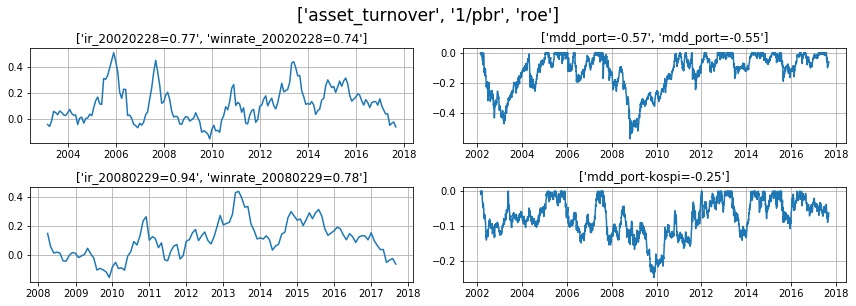 ['asset_turnover', '1/pbr', 'roe']
['ir_20020228=0.77', 'winrate_20020228=0.74']
0.4
0.2
0.0
2004 2006 2008 2010 2012 2014 2016 2018
['mdd_port=-0.57', 'mdd_port=-0.55']
0.0
−0.2
−0.4
2002 2004 2006 2008 2010 2012 2014 2016 2018
['ir_20080229=0.94', 'winrate_20080229=0.78']
0.4
0.2
0.0
2008 2009 2010 2011 2012 2013 2014 2015 2016 2017 2018
['mdd_port-kospi=-0.25']
0.0
−0.1
−0.2
2002 2004 2006 2008 2010 2012 2014 2016 2018